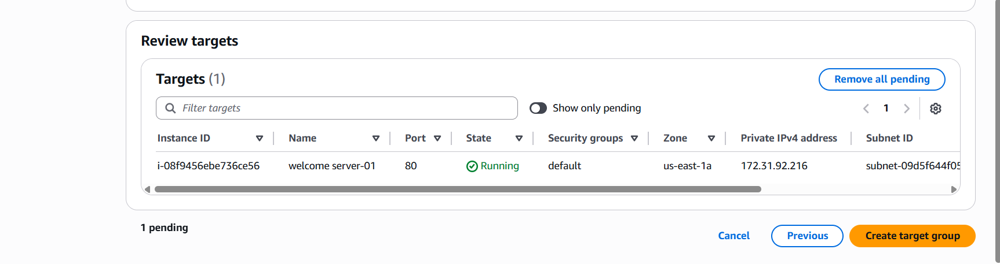 Review targets
Targets (1)
Remove all pending
Filter targets
Show only pending
1
Instance ID Name Port State Security groups Zone Private IPv4 address Subnet ID
i-08f9456ebe736ce56 welcome server-01 80 Running default us-east-1a 172.31.92.216 subnet-09d5f644f05
1 pending
Cancel
Previous
Create target group